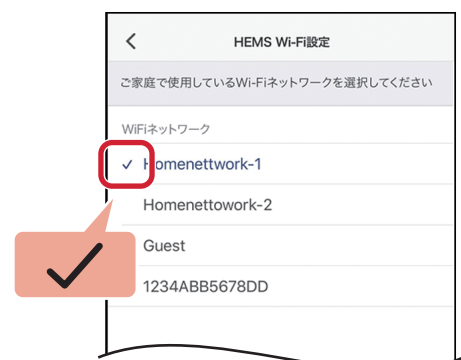 HEMS Wi-Fi設定
ご家庭で使用しているWi-Fiネットワークを選択してください
WiFiネットワーク
Homenettwork-1
Homenettowork-2
Guest
1234ABB5678DD